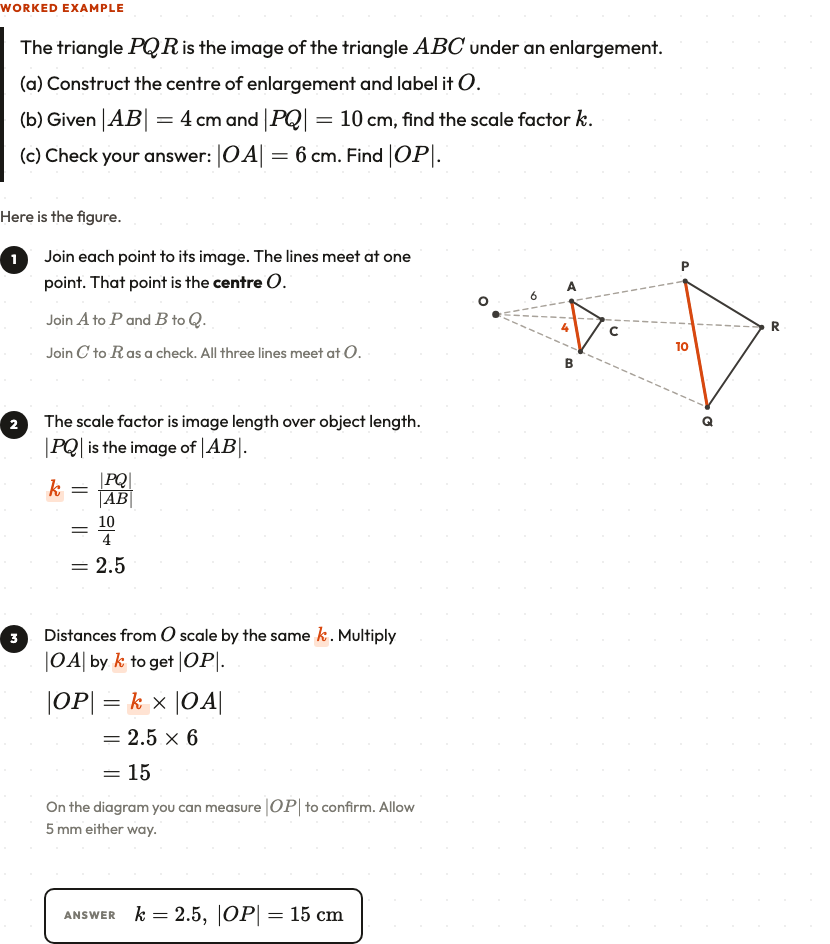 WORKED EXAMPLE
The triangle PQR is the image of the triangle ABC under an enlargement.
(a) Construct the centre of enlargement and label it O.
(b) Given |AB| = 4 cm and |PQ| = 10 cm, find the scale factor k.
(c) Check your answer: |OA| = 6 cm. Find |OP|.
Here is the figure.
1 Join each point to its image. The lines meet at one
point. That point is the centre O.
Join A to P and B to Q.
Join C to R as a check. All three lines meet at O.
O
6
A
4
B
C
P
10
Q
R
2 The scale factor is image length over object length.
|PQ| is the image of |AB|.
k = |PQ|/|AB|
= 10/4
= 2.5
3 Distances from O scale by the same k. Multiply
|OA| by k to get |OP|.
|OP| = k × |OA|
= 2.5 × 6
= 15
On the diagram you can measure |OP| to confirm. Allow
5 mm either way.
ANSWER k = 2.5, |OP| = 15 cm